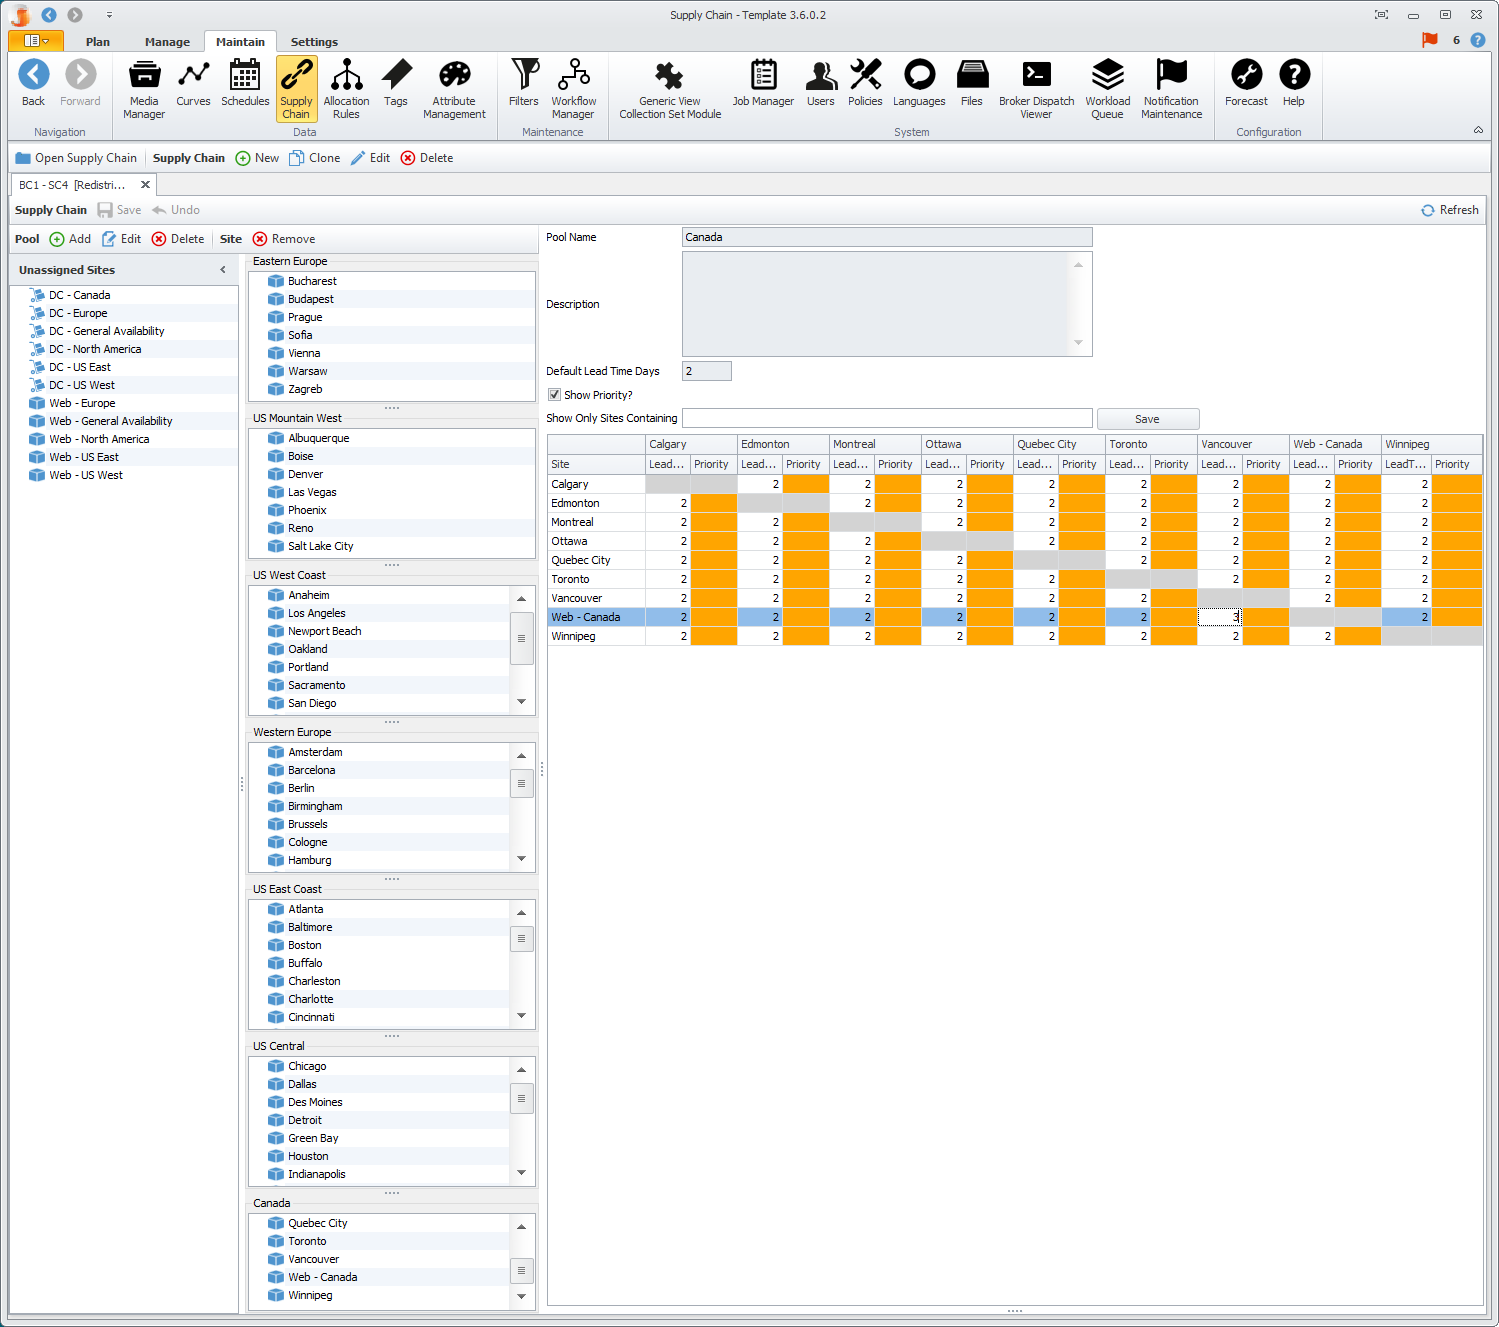 Supply Chain - Template 3.6.0.2
Plan Manage Maintain Settings 6
Back Forward Media Manager Curves Schedules Supply Chain Allocation Rules Tags Attribute Management Filters Workflow Manager Generic View Collection Set Module Job Manager Users Policies Languages Files Broker Dispatch Viewer Workload Queue Notification Maintenance Forecast Help
Navigation Data Maintenance System Configuration
Open Supply Chain Supply Chain New Clone Edit Delete
BC1 - SC4 [Redistri...
Supply Chain Save Undo Refresh
Pool Add Edit Delete Site Remove
Unassigned Sites
DC - Canada
DC - Europe
DC - General Availability
DC - North America
DC - US East
DC - US West
Web - Europe
Web - General Availability
Web - North America
Web - US East
Web - US West
Eastern Europe
Bucharest
Budapest
Prague
Sofia
Vienna
Warsaw
Zagreb
US Mountain West
Albuquerque
Boise
Denver
Las Vegas
Phoenix
Reno
Salt Lake City
US West Coast
Anaheim
Los Angeles
Newport Beach
Oakland
Portland
Sacramento
San Diego
Western Europe
Amsterdam
Barcelona
Berlin
Birmingham
Brussels
Cologne
Hamburg
US East Coast
Atlanta
Baltimore
Boston
Buffalo
Charleston
Charlotte
Cincinnati
US Central
Chicago
Dallas
Des Moines
Detroit
Green Bay
Houston
Indianapolis
Canada
Quebec City
Toronto
Vancouver
Web - Canada
Winnipeg
Pool Name Canada
Description
Default Lead Time Days 2
Show Priority?
Show Only Sites Containing Save
Calgary Edmonton Montreal Ottawa Quebec City Toronto Vancouver Web - Canada Winnipeg
Site Lead... Priority Lead... Priority Lead... Priority Lead... Priority Lead... Priority Lead... Priority Lead... Priority Lead... Priority LeadT... Priority
Calgary 2 2 2 2 2 2 2 2
Edmonton 2 2 2 2 2 2 2 2
Montreal 2 2 2 2 2 2 2 2
Ottawa 2 2 2 2 2 2 2 2
Quebec City 2 2 2 2 2 2 2 2
Toronto 2 2 2 2 2 2 2 2
Vancouver 2 2 2 2 2 2 2 2
Web - Canada 2 2 2 2 2 2 3 2
Winnipeg 2 2 2 2 2 2 2 2